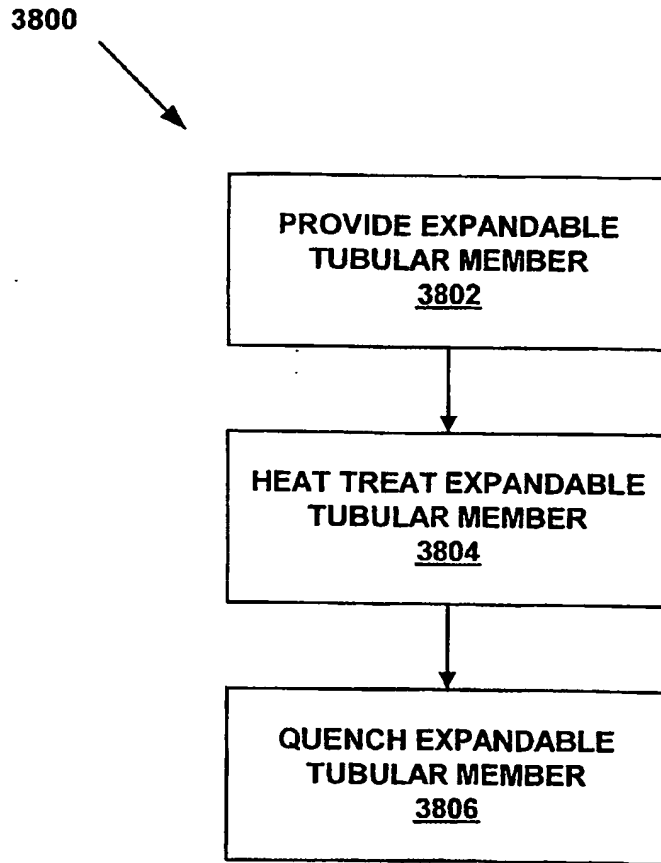 3800
PROVIDE EXPANDABLE
TUBULAR MEMBER
3802
HEAT TREAT EXPANDABLE
TUBULAR MEMBER
3804
QUENCH EXPANDABLE
TUBULAR MEMBER
3806